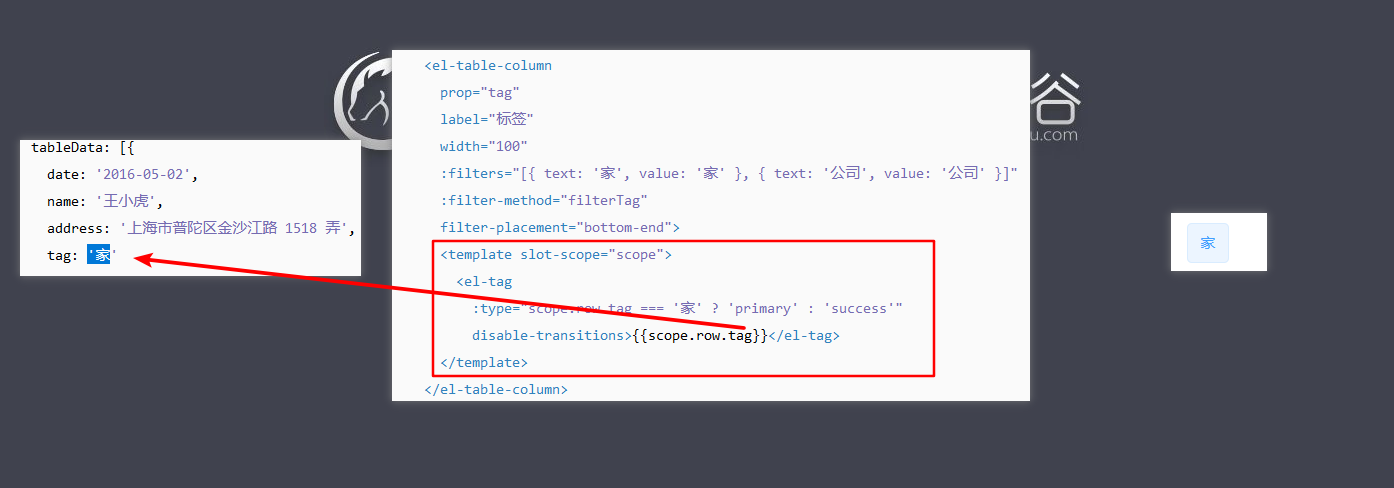 tableData: [{
date: '2016-05-02',
name: '王小虎',
address: '上海市普陀区金沙江路 1518 弄',
tag: '家'
<el-table-column
prop="tag"
label="标签"
width="100"
:filters="[{ text: '家', value: '家' }, { text: '公司', value: '公司' }]"
:filter-method="filterTag"
filter-placement="bottom-end">
<template slot-scope="scope">
<el-tag
:type="scope.row.tag === '家' ? 'primary' : 'success'"
disable-transitions>{{scope.row.tag}}</el-tag>
</template>
</el-table-column>
谷
u.com
家